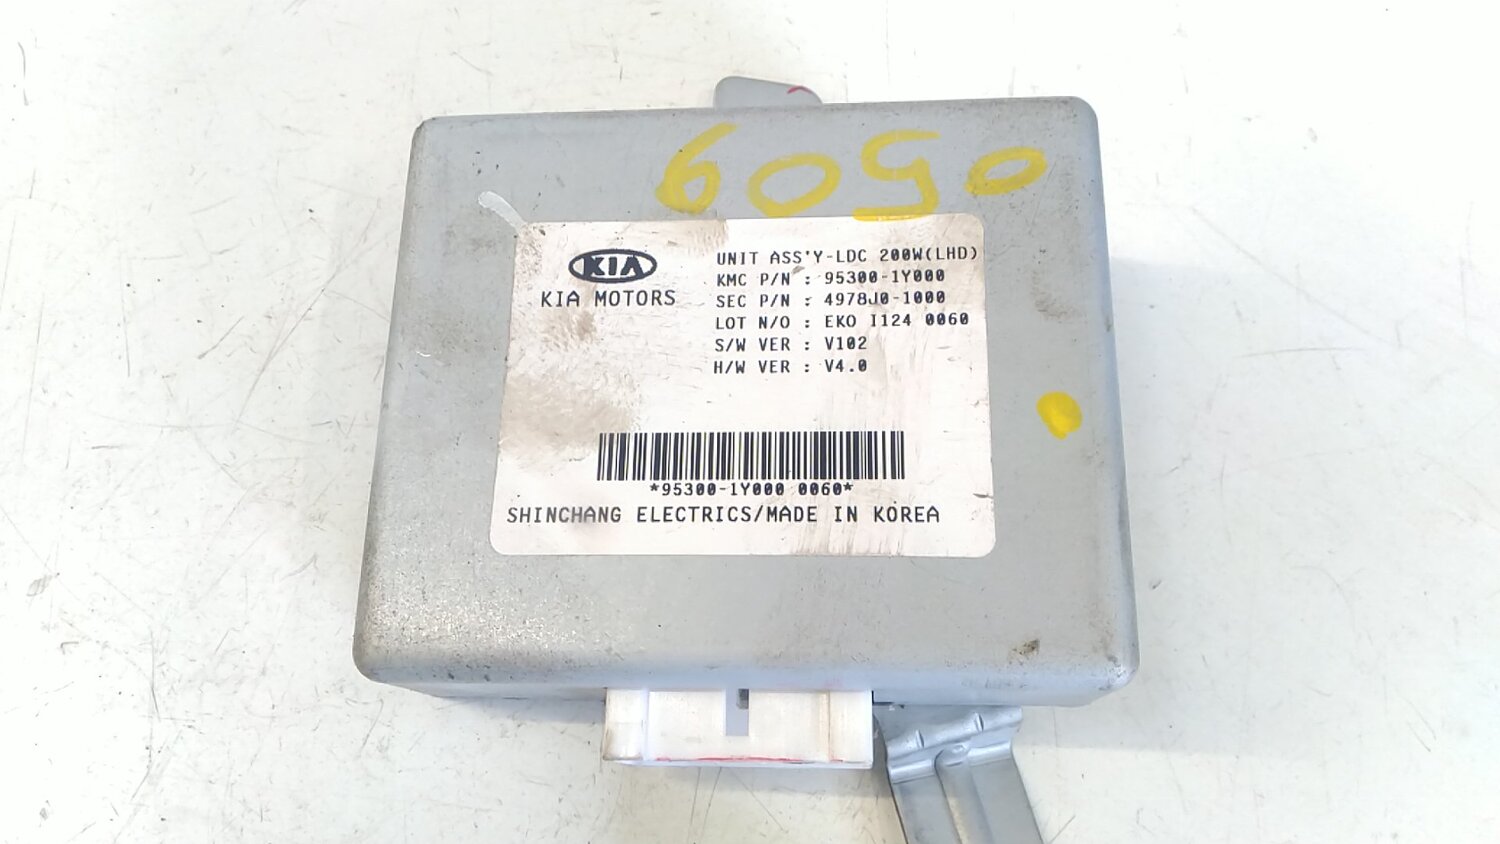 6050
KIA
KIA MOTORS
UNIT ASS'Y-LDC 200W(LHD)
KMC P/N : 95300-1Y000
SEC P/N : 4978J0-1000
LOT N/O : EKO I124 0060
S/W VER : V102
H/W VER : V4.0
*95300-1Y000 0060*
SHINCHANG ELECTRICS/MADE IN KOREA